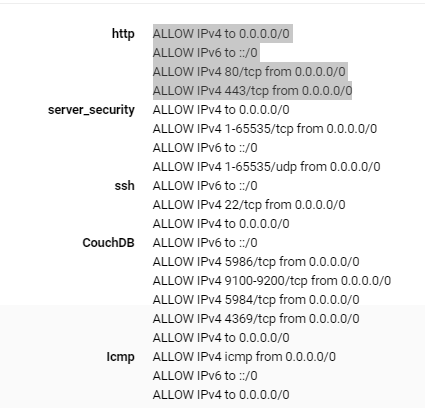 http ALLOW IPv4 to 0.0.0.0/0
ALLOW IPv6 to ::/0
ALLOW IPv4 80/tcp from 0.0.0.0/0
ALLOW IPv4 443/tcp from 0.0.0.0/0
server_security ALLOW IPv4 to 0.0.0.0/0
ALLOW IPv4 1-65535/tcp from 0.0.0.0/0
ALLOW IPv6 to ::/0
ALLOW IPv4 1-65535/udp from 0.0.0.0/0
ssh ALLOW IPv6 to ::/0
ALLOW IPv4 22/tcp from 0.0.0.0/0
ALLOW IPv4 to 0.0.0.0/0
CouchDB ALLOW IPv6 to ::/0
ALLOW IPv4 5986/tcp from 0.0.0.0/0
ALLOW IPv4 9100-9200/tcp from 0.0.0.0/0
ALLOW IPv4 5984/tcp from 0.0.0.0/0
ALLOW IPv4 4369/tcp from 0.0.0.0/0
ALLOW IPv4 to 0.0.0.0/0
Icmp ALLOW IPv4 icmp from 0.0.0.0/0
ALLOW IPv6 to ::/0
ALLOW IPv4 to 0.0.0.0/0